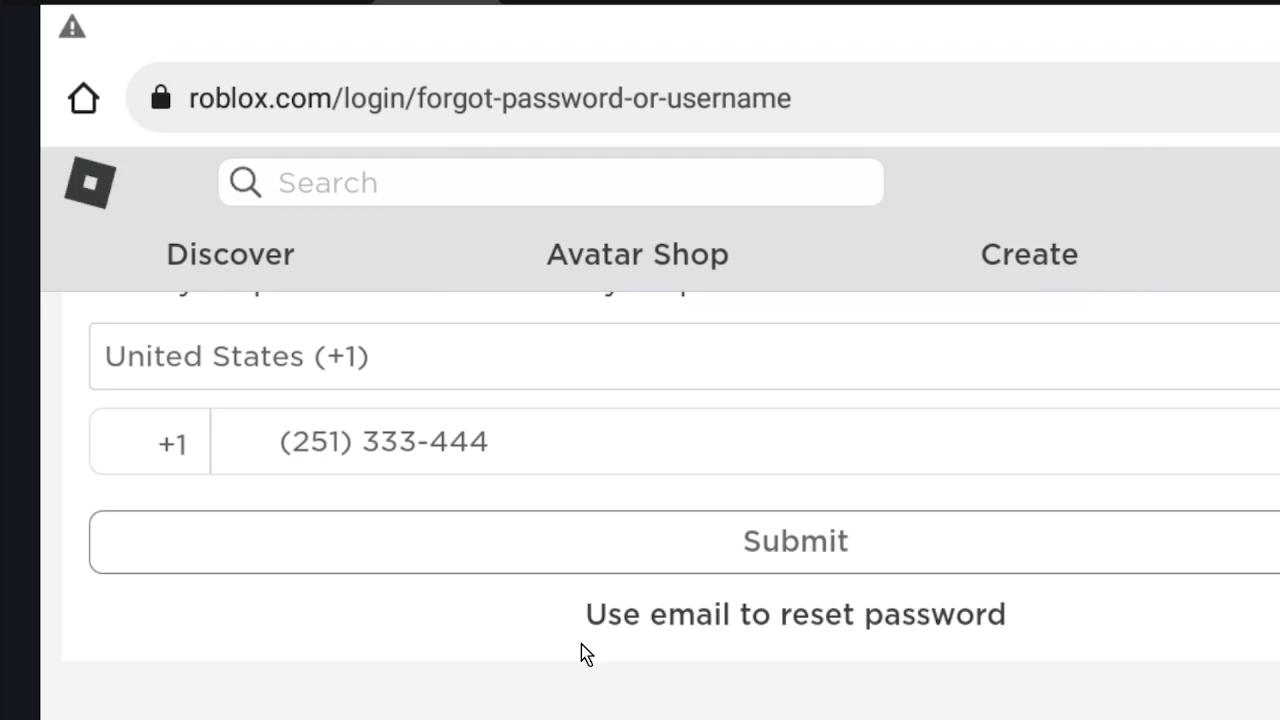 roblox.com/login/forgot-password-or-username
Search
Discover Avatar Shop Create
United States (+1)
+1 (251) 333-444
Submit
Use email to reset password